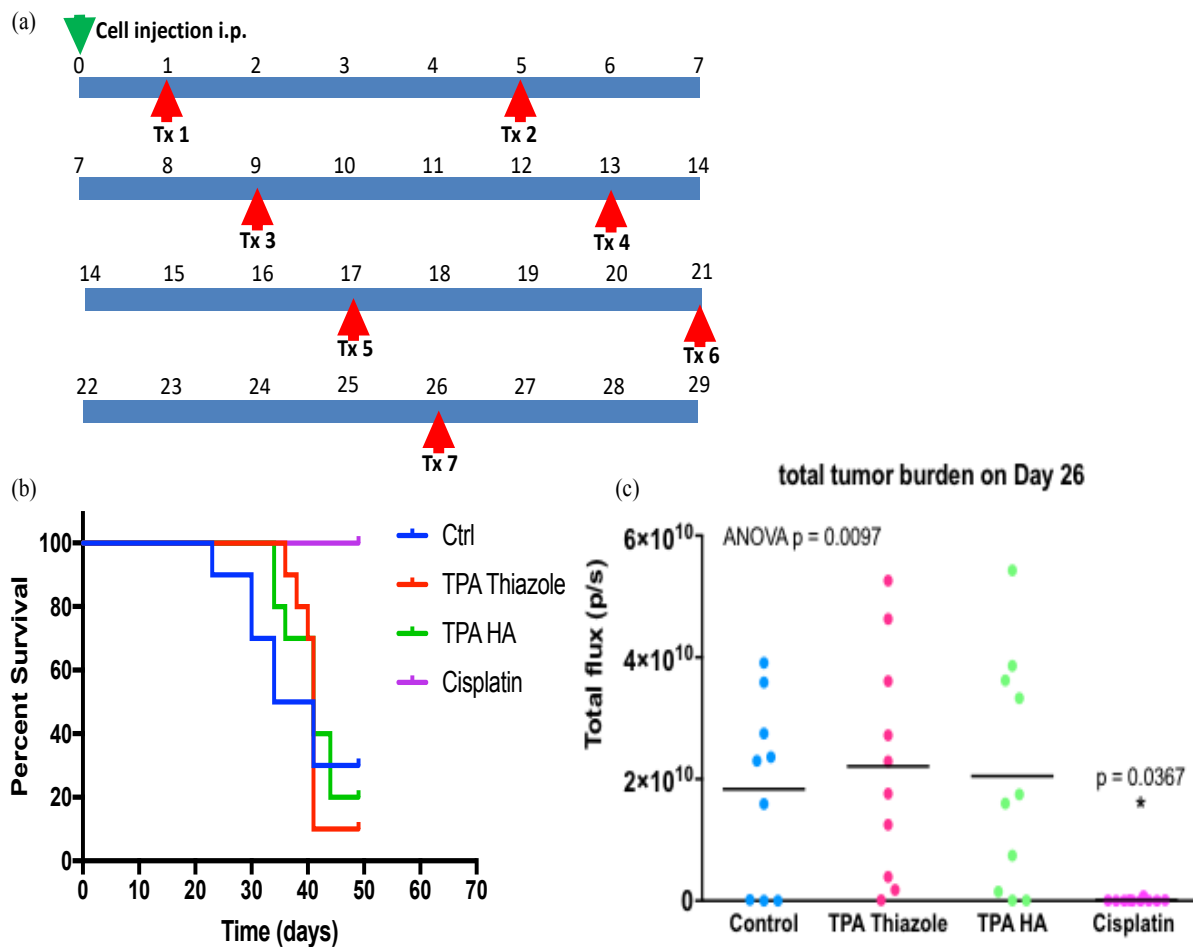 (a)
Cell injection i.p.
0 1 2 3 4 5 6 7
Tx 1 Tx 2
7 8 9 10 11 12 13 14
Tx 3 Tx 4
14 15 16 17 18 19 20 21
Tx 5 Tx 6
22 23 24 25 26 27 28 29
Tx 7
(b)
Percent Survival
100
80
60
40
20
0
0 10 20 30 40 50 60 70
Time (days)
Ctrl
TPA Thiazole
TPA HA
Cisplatin
(c)
total tumor burden on Day 26
ANOVA p = 0.0097
Total flux (p/s)
6×10¹⁰
4×10¹⁰
2×10¹⁰
0
p = 0.0367
*
Control TPA Thiazole TPA HA Cisplatin